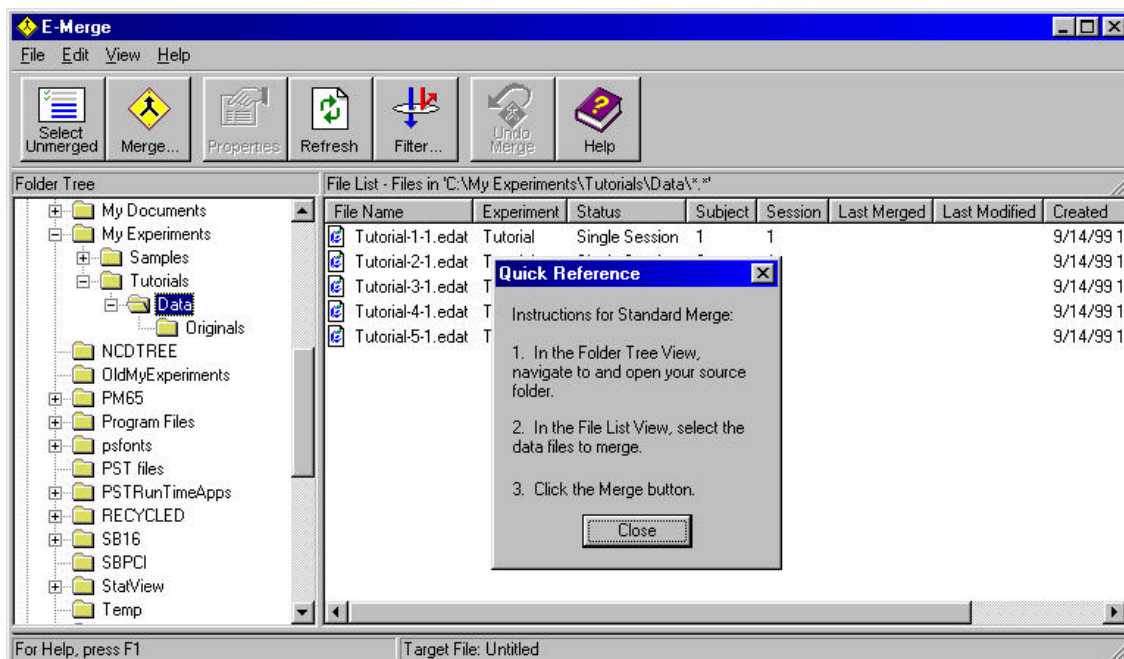 E-Merge
File Edit View Help
Select Unmerged
Merge...
Properties
Refresh
Filter...
Undo Merge
Help
Folder Tree
File List - Files in 'C:\My Experiments\Tutorials\Data\*.*'
My Documents
My Experiments
Samples
Tutorials
Data
Originals
NCDTREE
OldMyExperiments
PM65
Program Files
psfonts
PST files
PSTRunTimeApps
RECYCLED
SB16
SBPCI
StatView
Temp
File Name Experiment Status Subject Session Last Merged Last Modified Created
Tutorial-1-1.edat Tutorial Single Session 1 1 9/14/99 1
Tutorial-2-1.edat 9/14/99 1
Tutorial-3-1.edat 9/14/99 1
Tutorial-4-1.edat 9/14/99 1
Tutorial-5-1.edat 9/14/99 1
Quick Reference
Instructions for Standard Merge:
1. In the Folder Tree View,
navigate to and open your source
folder.
2. In the File List View, select the
data files to merge.
3. Click the Merge button.
Close
For Help, press F1
Target File: Untitled